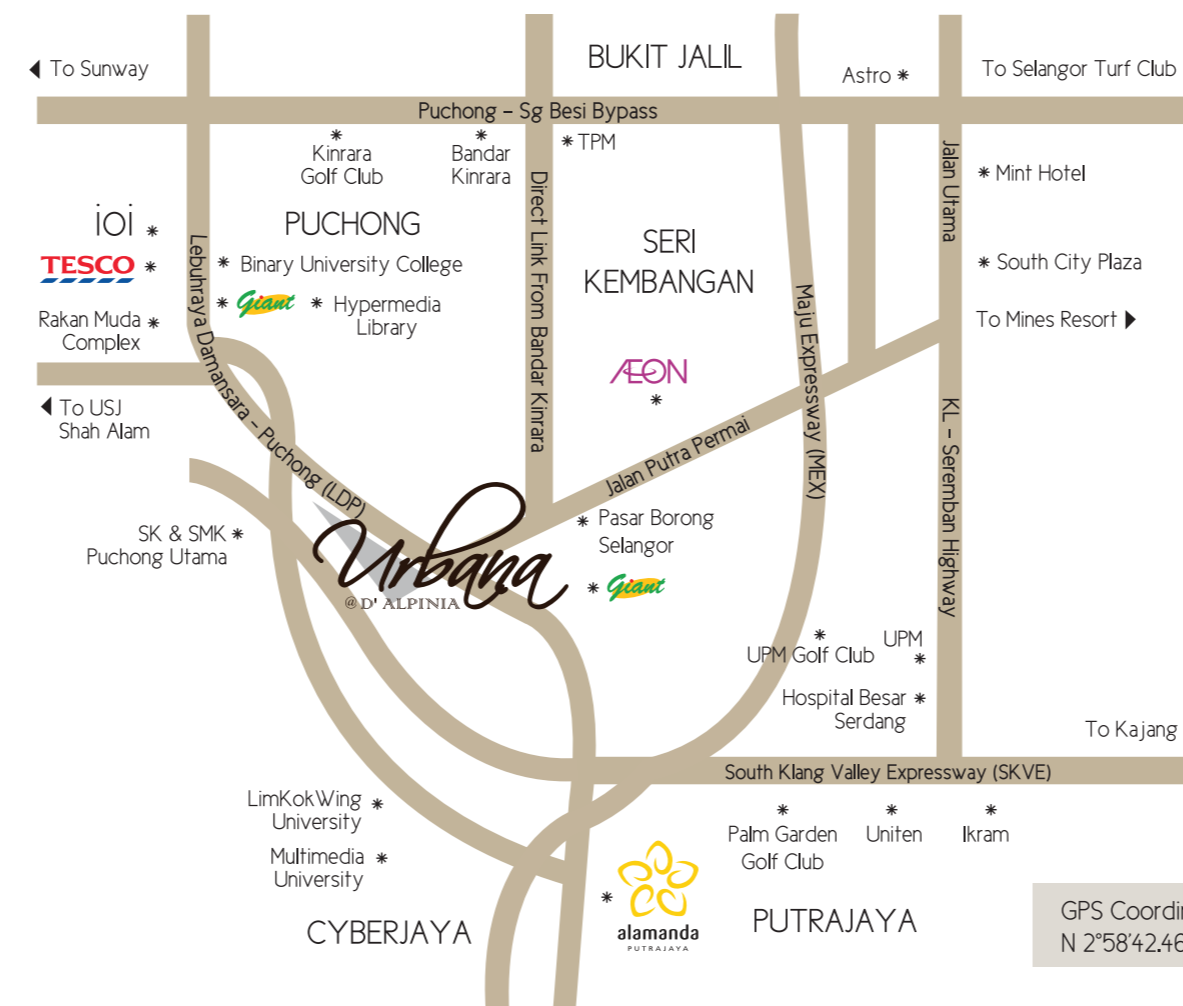 BUKIT JALIL
To Sunway
Astro
To Selangor Turf Club
Puchong – Sg Besi Bypass
Kinrara
Golf Club
Bandar
Kinrara
TPM
Jalan Utama
Mint Hotel
ioi
PUCHONG
SERI
KEMBANGAN
TESCO
Binary University College
South City Plaza
Giant
Hypermedia
Library
Rakan Muda
Complex
To Mines Resort
Lebuhraya Damansara – Puchong (LDP)
Direct Link From Bandar Kinrara
Maju Expressway (MEX)
ÆON
To USJ
Shah Alam
Jalan Putra Permai
KL – Seremban Highway
SK & SMK
Puchong Utama
Urbana
@ D' ALPINIA
Pasar Borong
Selangor
Giant
UPM Golf Club
UPM
Hospital Besar
Serdang
To Kajang
South Klang Valley Expressway (SKVE)
LimKokWing
University
Multimedia
University
Palm Garden
Golf Club
Uniten
Ikram
CYBERJAYA
alamanda
PUTRAJAYA
PUTRAJAYA
GPS Coordi
N 2°58'42.46